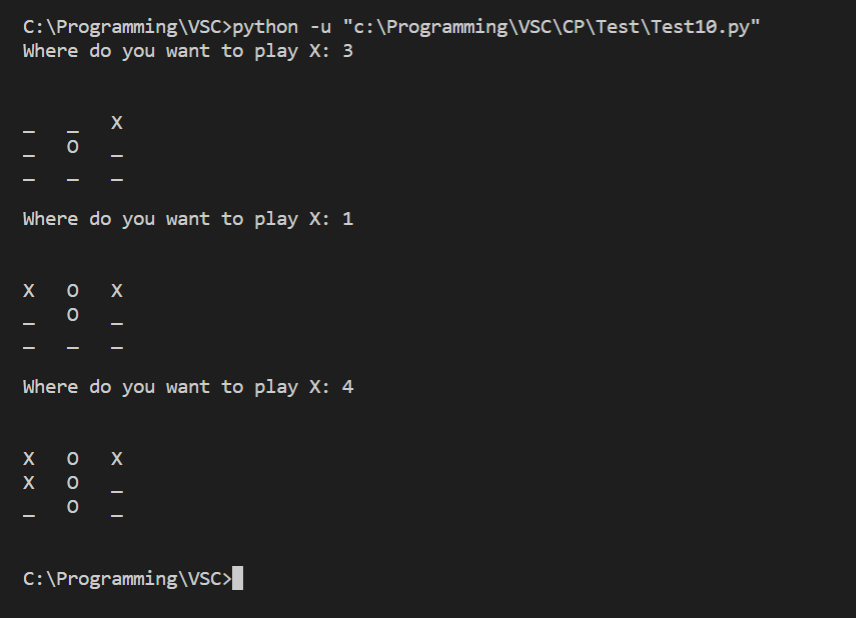 C:\Programming\VSC>python -u "c:\Programming\VSC\CP\Test\Test10.py"
Where do you want to play X: 3
_   _   X
_   O   _
_   _   _
Where do you want to play X: 1
X   O   X
_   O   _
_   _   _
Where do you want to play X: 4
X   O   X
X   O   _
_   O   _
C:\Programming\VSC>